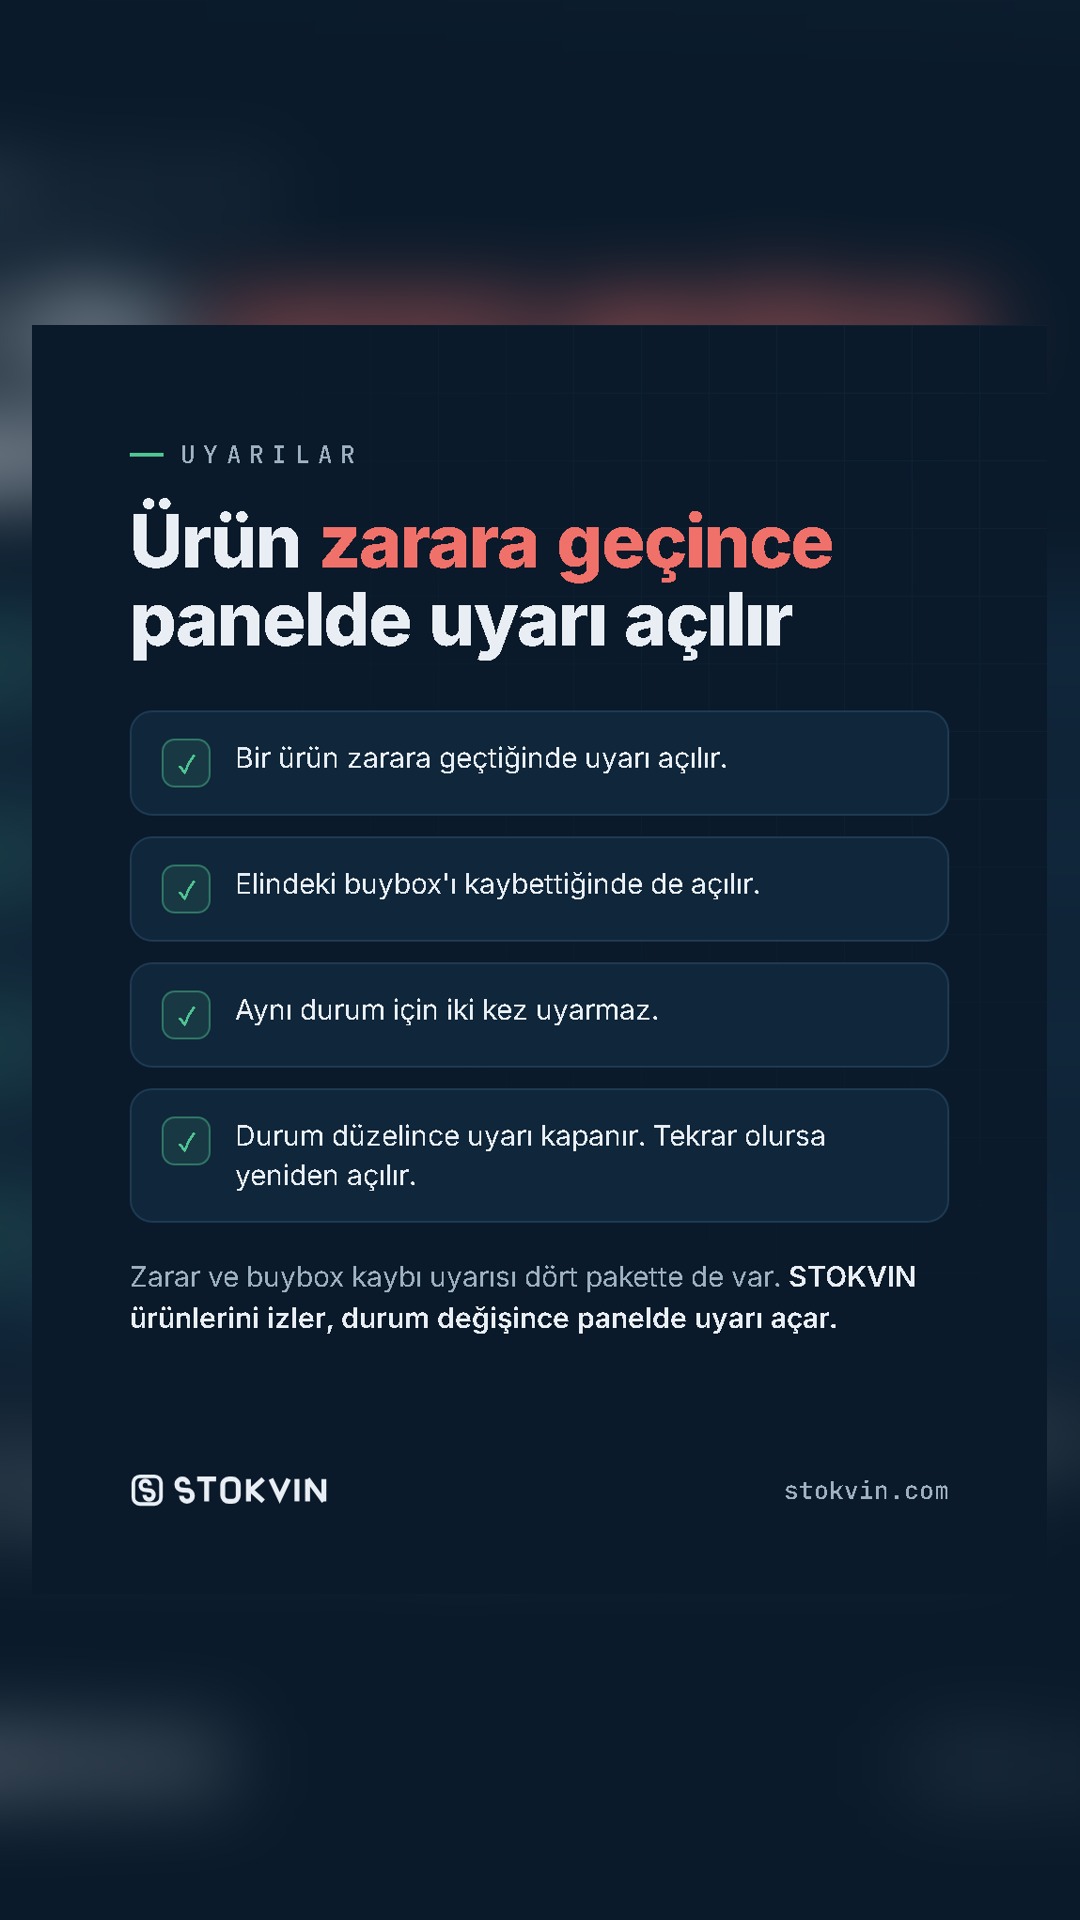 UYARILAR
Ürün zarara geçince
panelde uyarı açılır
✓ Bir ürün zarara geçtiğinde uyarı açılır.
✓ Elindeki buybox'ı kaybettiğinde de açılır.
✓ Aynı durum için iki kez uyarmaz.
✓ Durum düzelince uyarı kapanır. Tekrar olursa
yeniden açılır.
Zarar ve buybox kaybı uyarısı dört pakette de var. STOKVIN
ürünlerini izler, durum değişince panelde uyarı açar.
STOKVIN
stokvin.com